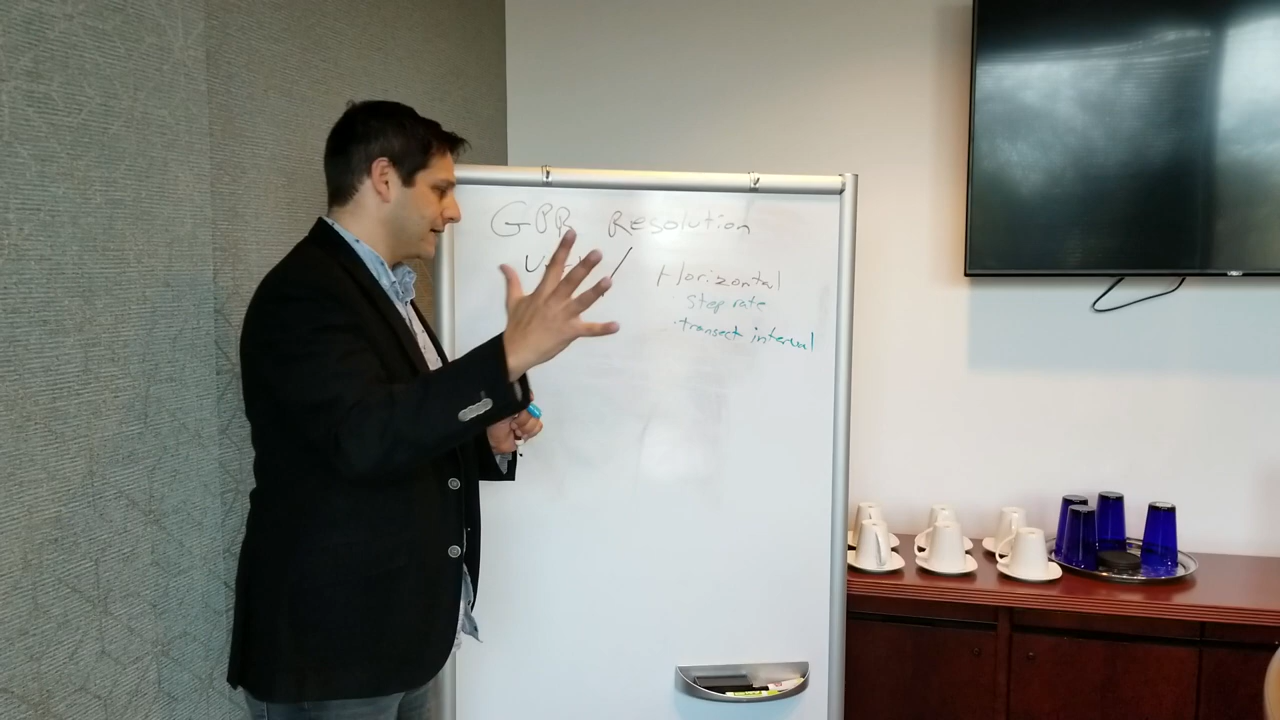 GPR Resolution
/ Horizontal
· Step rate
· transect interval